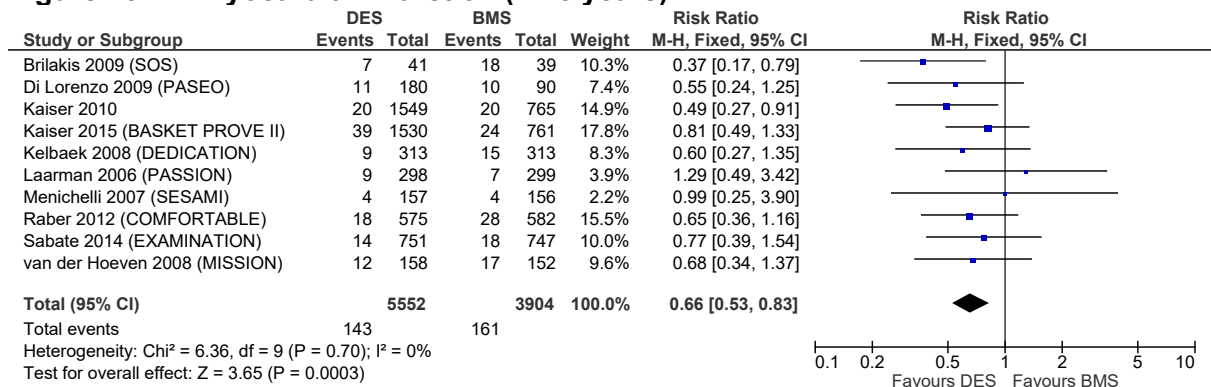 DES BMS Risk Ratio Risk Ratio
Study or Subgroup Events Total Events Total Weight M-H, Fixed, 95% CI M-H, Fixed, 95% CI
Brilakis 2009 (SOS) 7 41 18 39 10.3% 0.37 [0.17, 0.79]
Di Lorenzo 2009 (PASEO) 11 180 10 90 7.4% 0.55 [0.24, 1.25]
Kaiser 2010 20 1549 20 765 14.9% 0.49 [0.27, 0.91]
Kaiser 2015 (BASKET PROVE II) 39 1530 24 761 17.8% 0.81 [0.49, 1.33]
Kelbaek 2008 (DEDICATION) 9 313 15 313 8.3% 0.60 [0.27, 1.35]
Laarman 2006 (PASSION) 9 298 7 299 3.9% 1.29 [0.49, 3.42]
Menichelli 2007 (SESAMI) 4 157 4 156 2.2% 0.99 [0.25, 3.90]
Raber 2012 (COMFORTABLE) 18 575 28 582 15.5% 0.65 [0.36, 1.16]
Sabate 2014 (EXAMINATION) 14 751 18 747 10.0% 0.77 [0.39, 1.54]
van der Hoeven 2008 (MISSION) 12 158 17 152 9.6% 0.68 [0.34, 1.37]
Total (95% CI) 5552 3904 100.0% 0.66 [0.53, 0.83]
Total events 143 161
Heterogeneity: Chi² = 6.36, df = 9 (P = 0.70); I² = 0%
Test for overall effect: Z = 3.65 (P = 0.0003)
0.1 0.2 0.5 1 2 5 10
Favours DES Favours BMS